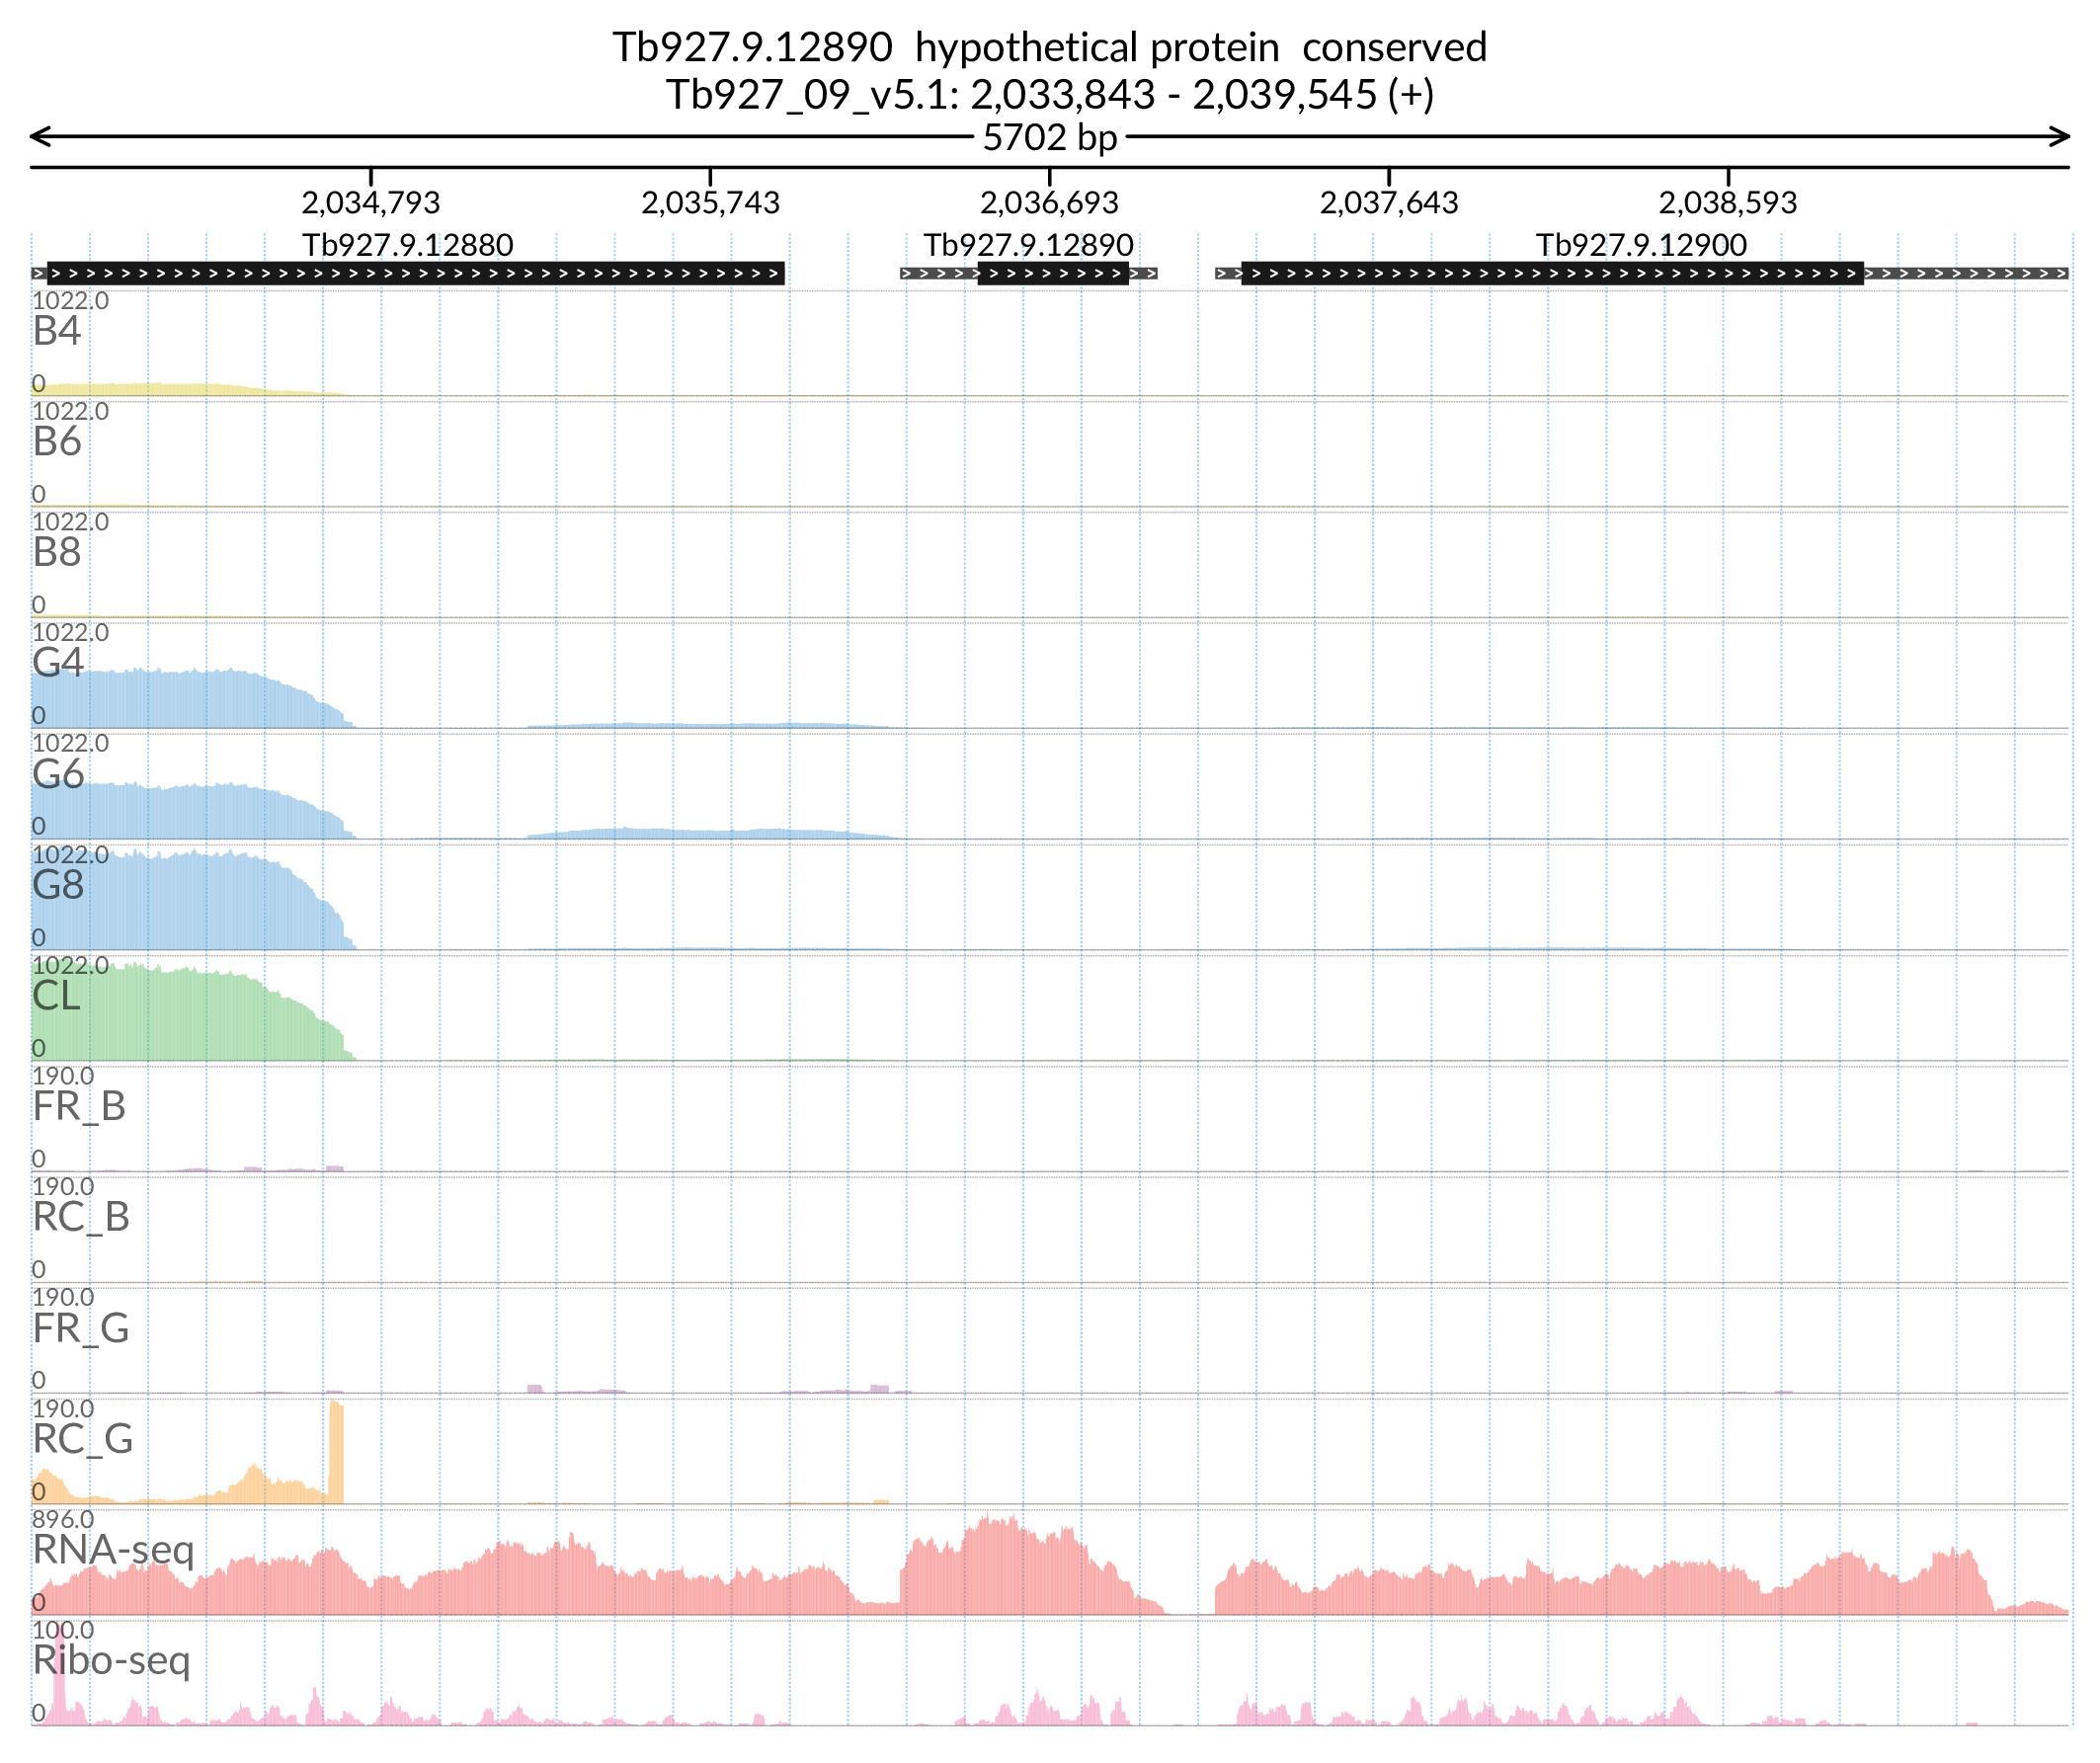 Tb927.9.12890 hypothetical protein conserved
Tb927_09_v5.1: 2,033,843 - 2,039,545 (+)
5702 bp
2,034,793 2,035,743 2,036,693 2,037,643 2,038,593
Tb927.9.12880 Tb927.9.12890 Tb927.9.12900
1022.0
B4
0
1022.0
B6
0
1022.0
B8
0
1022.0
G4
0
1022.0
G6
0
1022.0
G8
0
1022.0
CL
0
190.0
FR_B
0
190.0
RC_B
0
190.0
FR_G
0
190.0
RC_G
0
896.0
RNA-seq
0
100.0
Ribo-seq
0